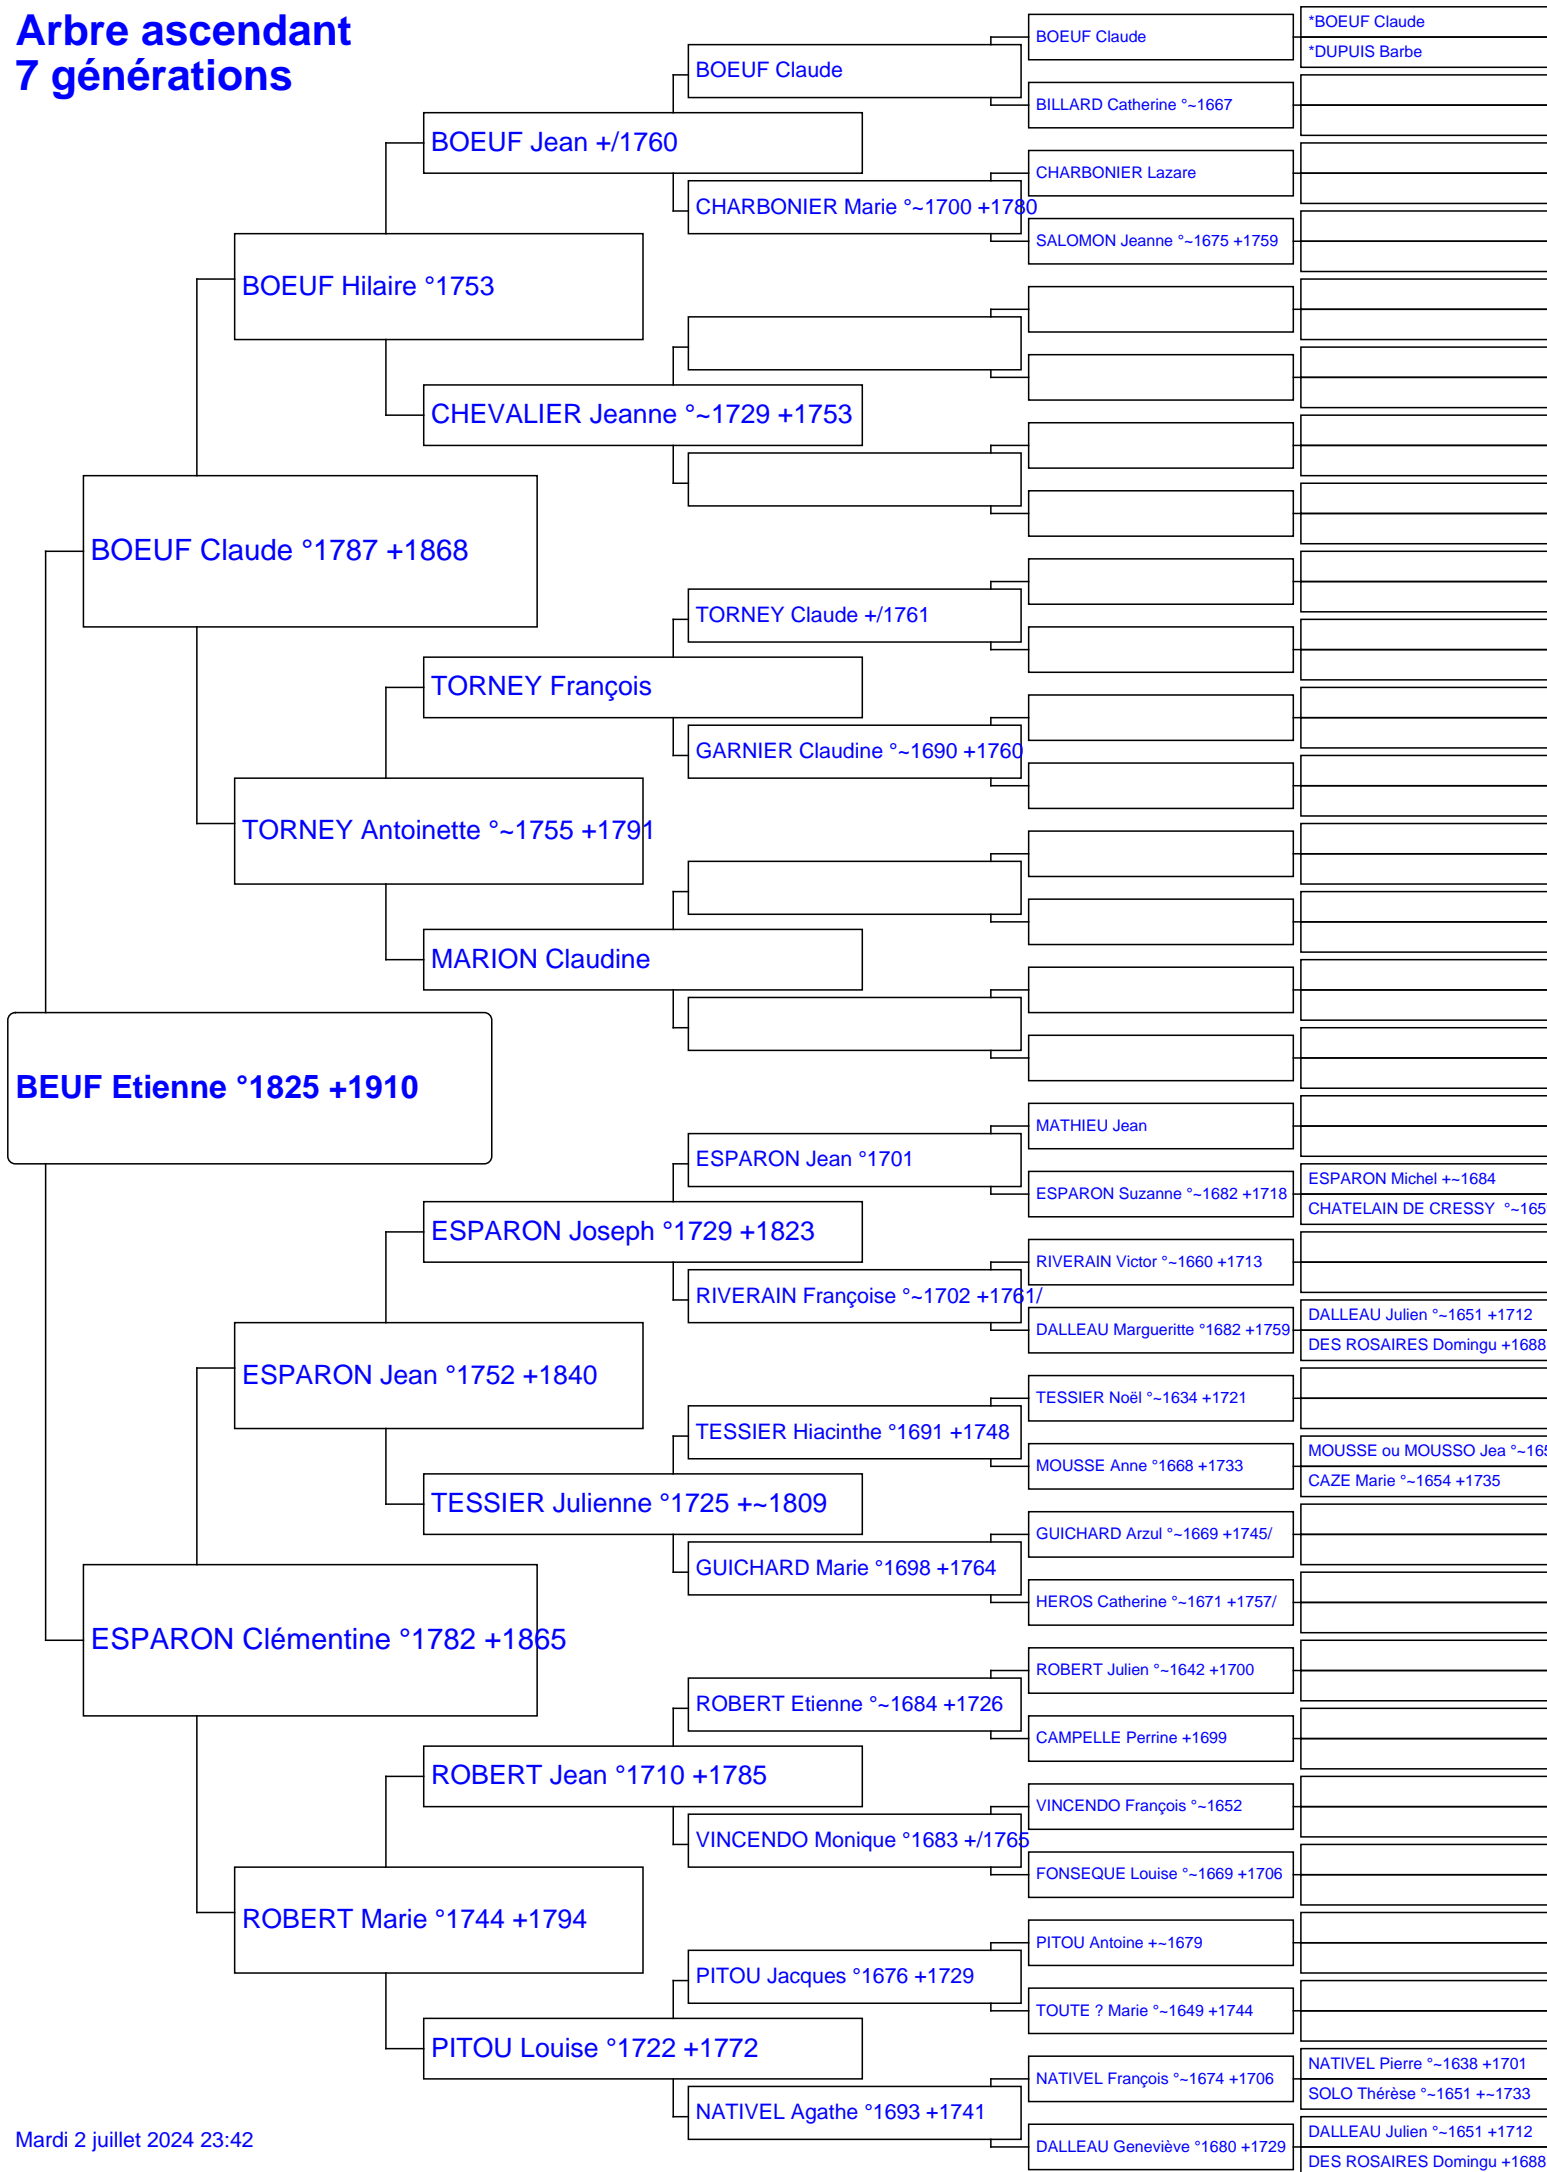 Arbre ascendant
7 générations
BEUF Etienne °1825 +1910
BOEUF Claude °1787 +1868
ESPARON Clémentine °1782 +1865
BOEUF Hilaire °1753
TORNEY Antoinette °~1755 +1791
ESPARON Jean °1752 +1840
ROBERT Marie °1744 +1794
BOEUF Jean +/1760
CHEVALIER Jeanne °~1729 +1753
TORNEY François
MARION Claudine
ESPARON Joseph °1729 +1823
TESSIER Julienne °1725 +~1809
ROBERT Jean °1710 +1785
PITOU Louise °1722 +1772
BOEUF Claude
CHARBONIER Marie °~1700 +1780
TORNEY Claude +/1761
GARNIER Claudine °~1690 +1760
ESPARON Jean °1701
RIVERAIN Françoise °~1702 +1761/
TESSIER Hiacinthe °1691 +1748
GUICHARD Marie °1698 +1764
ROBERT Etienne °~1684 +1726
VINCENDO Monique °1683 +/1765
PITOU Jacques °1676 +1729
NATIVEL Agathe °1693 +1741
BOEUF Claude
BILLARD Catherine °~1667
CHARBONIER Lazare
SALOMON Jeanne °~1675 +1759
MATHIEU Jean
ESPARON Suzanne °~1682 +1718
RIVERAIN Victor °~1660 +1713
DALLEAU Margueritte °1682 +1759
TESSIER Noël °~1634 +1721
MOUSSE Anne °1668 +1733
GUICHARD Arzul °~1669 +1745/
HEROS Catherine °~1671 +1757/
ROBERT Julien °~1642 +1700
CAMPELLE Perrine +1699
VINCENDO François °~1652
FONSEQUE Louise °~1669 +1706
PITOU Antoine +~1679
TOUTE ? Marie °~1649 +1744
NATIVEL François °~1674 +1706
DALLEAU Geneviève °1680 +1729
*BOEUF Claude
*DUPUIS Barbe
ESPARON Michel +~1684
CHATELAIN DE CRESSY °~165
DALLEAU Julien °~1651 +1712
DES ROSAIRES Domingu +1688
MOUSSE ou MOUSSO Jea °~165
CAZE Marie °~1654 +1735
NATIVEL Pierre °~1638 +1701
SOLO Thérèse °~1651 +~1733
DALLEAU Julien °~1651 +1712
DES ROSAIRES Domingu +1688
Mardi 2 juillet 2024 23:42